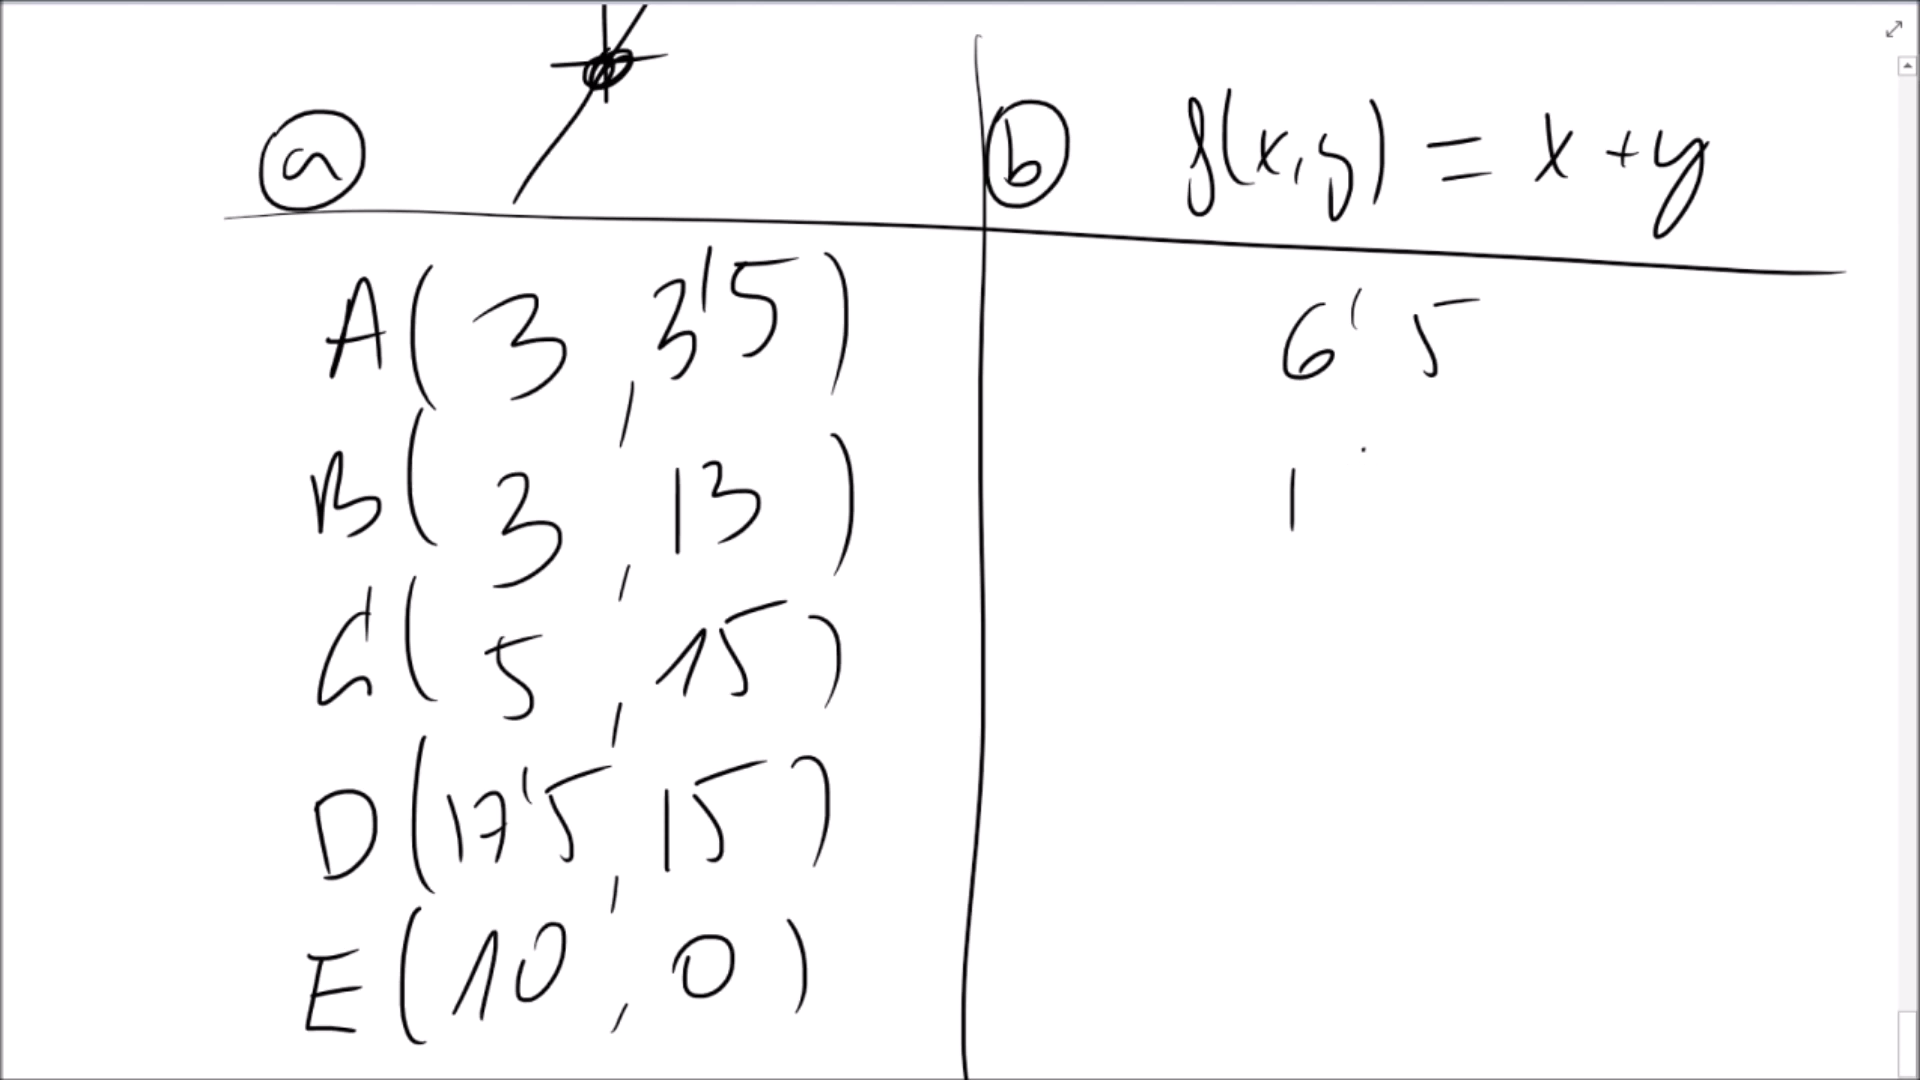 a b f(x,y) = x + y
A( 3 , 3'5 ) 6'5
B( 3 , 13 ) 1
C( 5 , 15 )
D( 17'5 , 15 )
E( 10 , 0 )